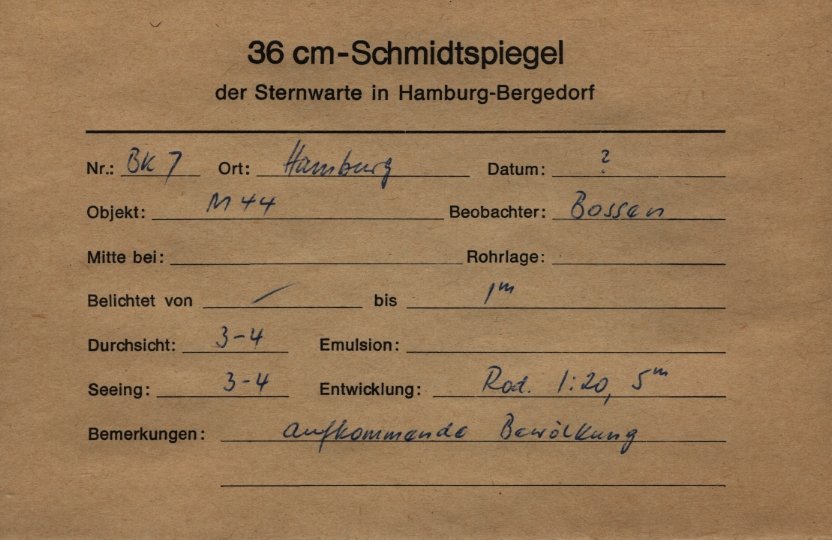 36 cm-Schmidtspiegel
der Sternwarte in Hamburg-Bergedorf
Nr.: BK 7 Ort: Hamburg Datum: ?
Objekt: M 44 Beobachter: Bossen
Mitte bei: Rohrlage:
Belichtet von / bis 1m
Durchsicht: 3-4 Emulsion:
Seeing: 3-4 Entwicklung: Rod. 1:20, 5m
Bemerkungen: aufkommende Bewölkung